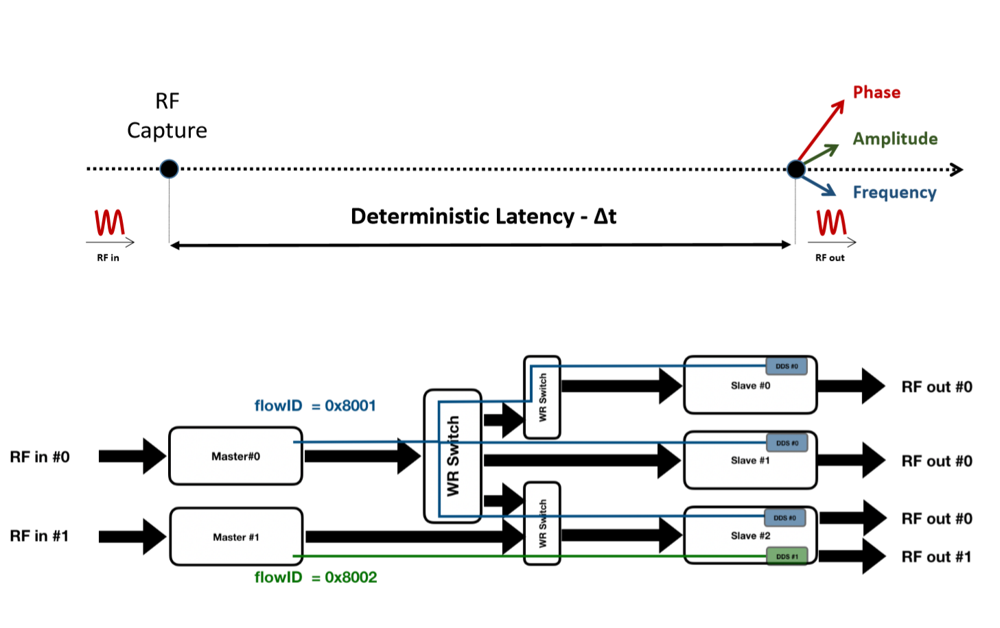 RF
Capture
Phase
Amplitude
Frequency
Deterministic Latency - Δt
RF in
RF out
flowID = 0x8001
RF in #0
Master#0
WR Switch
WR Switch
DDS #0
Slave #0
RF out #0
DDS #0
Slave #1
RF out #0
RF in #1
Master #1
WR Switch
DDS #0
Slave #2
DDS #1
RF out #0
RF out #1
flowID = 0x8002